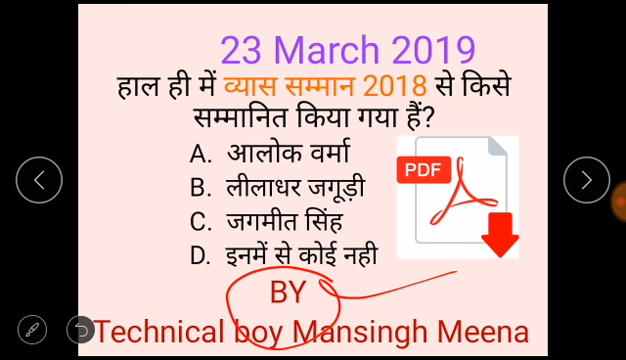 23 March 2019
हाल ही में व्यास सम्मान 2018 से किसे
सम्मानित किया गया हैं?
A. आलोक वर्मा
B. लीलाधर जगूड़ी
C. जगमीत सिंह
D. इनमें से कोई नही
PDF
BY
Technical boy Mansingh Meena